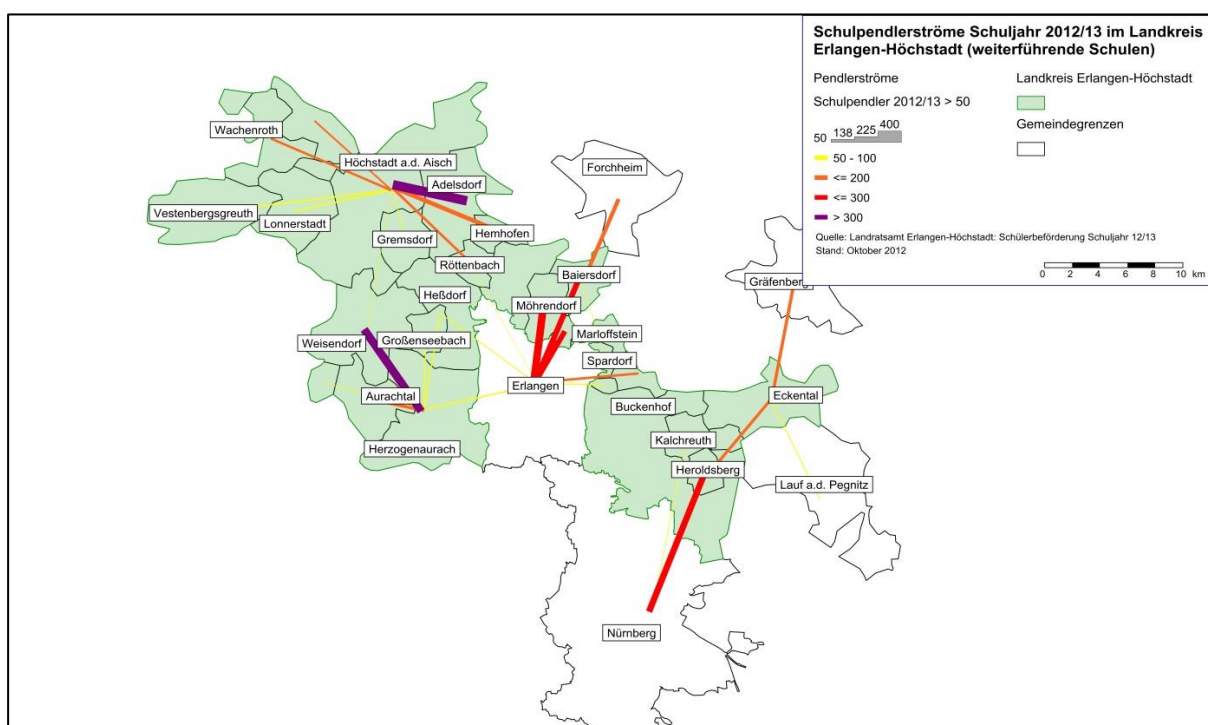 Schulpendlerströme Schuljahr 2012/13 im Landkreis
Erlangen-Höchstadt (weiterführende Schulen)
Pendlerströme
Landkreis Erlangen-Höchstadt
Schulpendler 2012/13 > 50
50 138 225 400
Gemeindegrenzen
50 - 100
<= 200
<= 300
> 300
Quelle: Landratsamt Erlangen-Höchstadt: Schülerbeförderung Schuljahr 12/13
Stand: Oktober 2012
0 2 4 6 8 10 km
Wachenroth
Höchstadt a.d. Aisch
Forchheim
Adelsdorf
Vestenbergsgreuth
Lonnerstadt
Hemhofen
Gremsdorf
Röttenbach
Baiersdorf
Gräfenberg
Heßdorf
Möhrendorf
Marloffstein
Weisendorf
Großenseebach
Spardorf
Erlangen
Aurachtal
Eckental
Buckenhof
Kalchreuth
Herzogenaurach
Heroldsberg
Lauf a.d. Pegnitz
Nürnberg